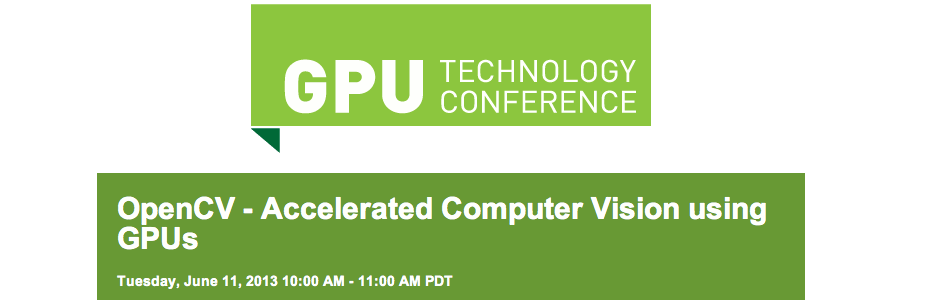 GPU TECHNOLOGY
CONFERENCE
OpenCV - Accelerated Computer Vision using
GPUs
Tuesday, June 11, 2013 10:00 AM - 11:00 AM PDT